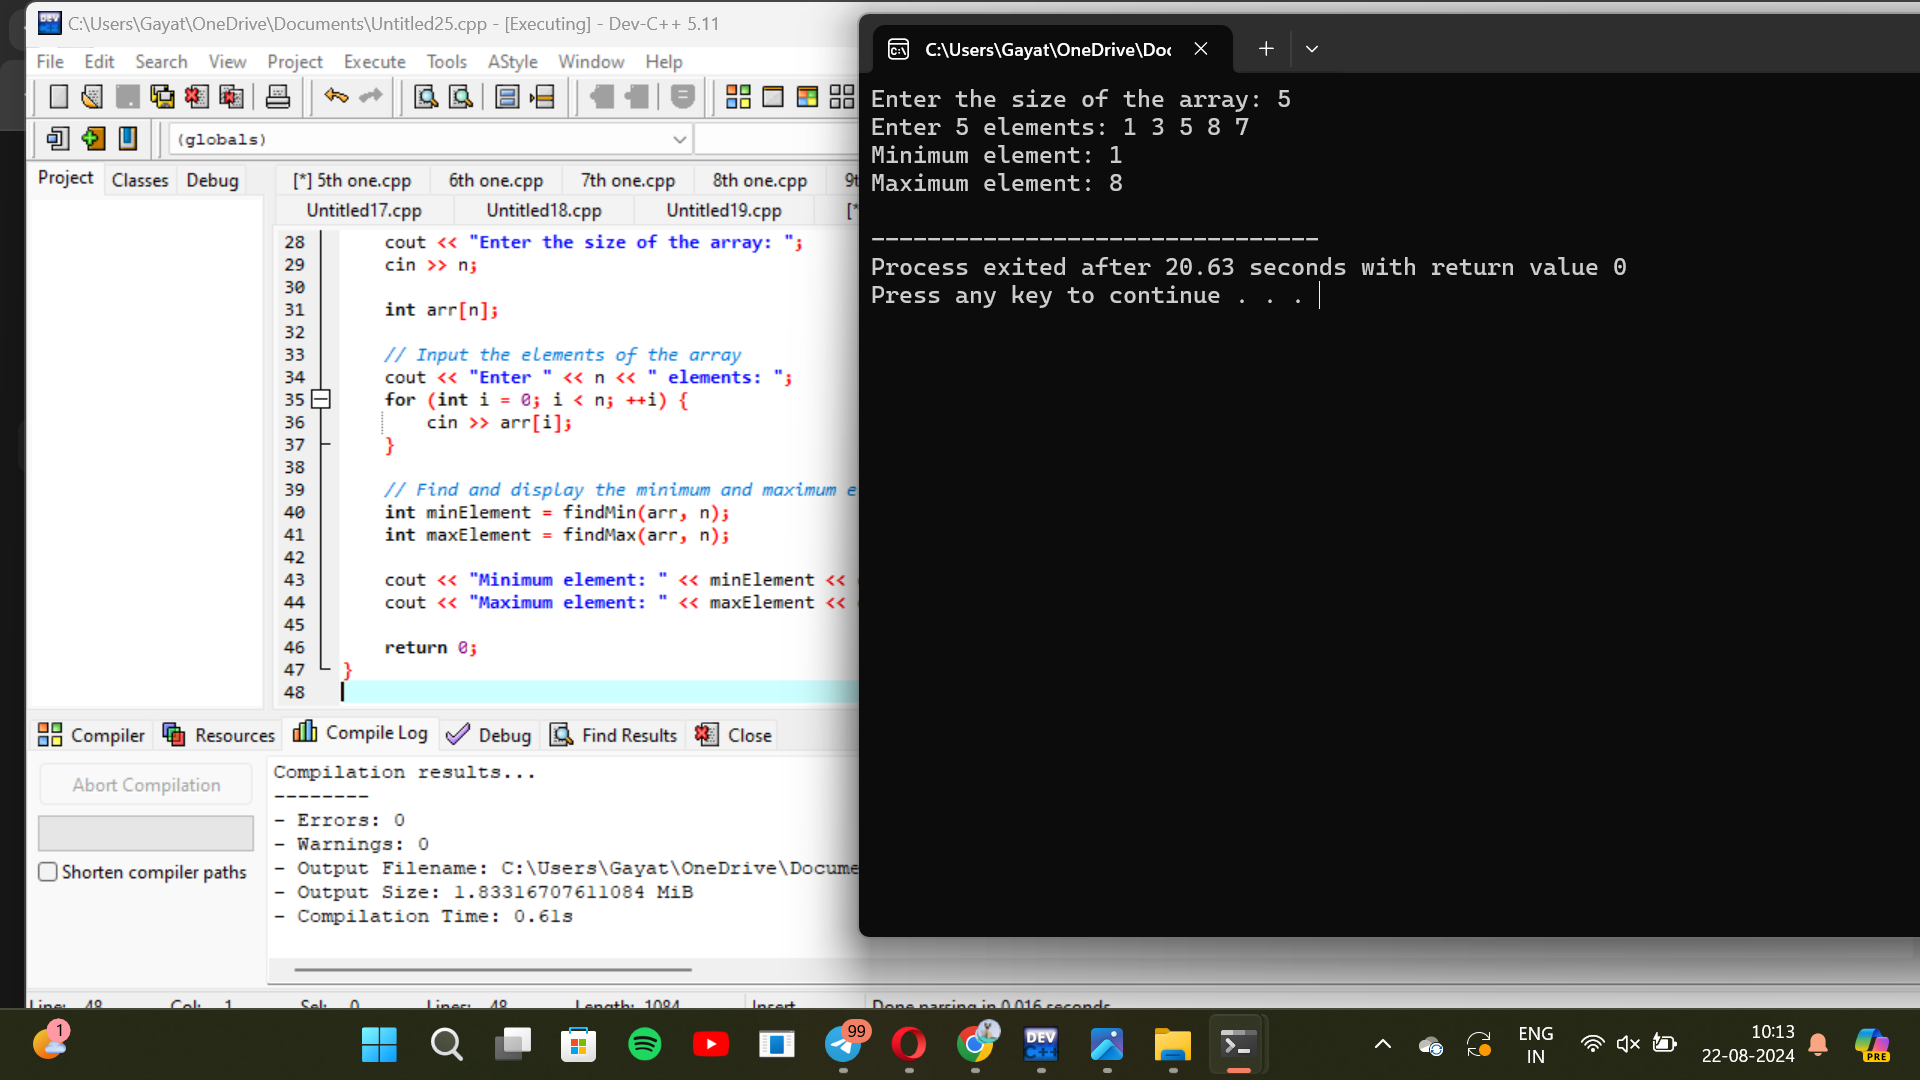 C:\Users\Gayat\OneDrive\Documents\Untitled25.cpp - [Executing] - Dev-C++ 5.11
File Edit Search View Project Execute Tools AStyle Window Help
(globals)
Project Classes Debug
[*] 5th one.cpp 6th one.cpp 7th one.cpp 8th one.cpp
Untitled17.cpp Untitled18.cpp Untitled19.cpp [*
28 cout << "Enter the size of the array: ";
29 cin >> n;
30
31 int arr[n];
32
33 // Input the elements of the array
34 cout << "Enter " << n << " elements: ";
35 for (int i = 0; i < n; ++i) {
36 cin >> arr[i];
37 }
38
39 // Find and display the minimum and maximum e
40 int minElement = findMin(arr, n);
41 int maxElement = findMax(arr, n);
42
43 cout << "Minimum element: " << minElement <<
44 cout << "Maximum element: " << maxElement <<
45
46 return 0;
47 }
48
Compiler Resources Compile Log Debug Find Results Close
Abort Compilation
Shorten compiler paths
Compilation results...
--------
- Errors: 0
- Warnings: 0
- Output Filename: C:\Users\Gayat\OneDrive\Docume
- Output Size: 1.83316707611084 MiB
- Compilation Time: 0.61s
Line: 48 Col: 1 Sel: 0 Lines: 48 Length: 1084 Insert Done parsing in 0.016 seconds
C:\Users\Gayat\OneDrive\Doc
Enter the size of the array: 5
Enter 5 elements: 1 3 5 8 7
Minimum element: 1
Maximum element: 8
--------------------------------
Process exited after 20.63 seconds with return value 0
Press any key to continue . . .
1
99
DEV
C++
ENG
IN
10:13
22-08-2024
PRE